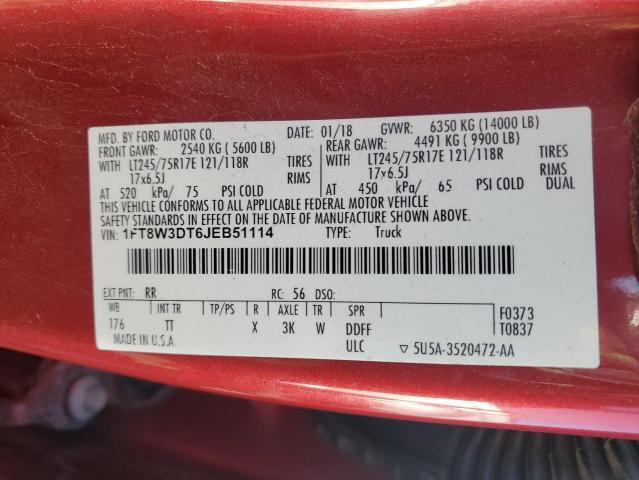 MFD. BY FORD MOTOR CO. DATE: 01/18 GVWR: 6350 KG (14000 LB)
FRONT GAWR: 2540 KG ( 5600 LB) REAR GAWR: 4491 KG ( 9900 LB)
WITH LT245/75R17E 121/118R TIRES WITH LT245/75R17E 121/118R TIRES
17x6.5J RIMS 17x6.5J RIMS
AT 520 kPa/ 75 PSI COLD AT 450 kPa/ 65 PSI COLD DUAL
THIS VEHICLE CONFORMS TO ALL APPLICABLE FEDERAL MOTOR VEHICLE
SAFETY STANDARDS IN EFFECT ON THE DATE OF MANUFACTURE SHOWN ABOVE.
VIN: 1FT8W3DT6JEB51114 TYPE: Truck
EXT PNT: RR RC: 56 DSO:
WB INT TR TP/PS R AXLE TR SPR F0373
176 TT X 3K W DDFF T0837
MADE IN U.S.A. ULC ▽ 5U5A-3520472-AA